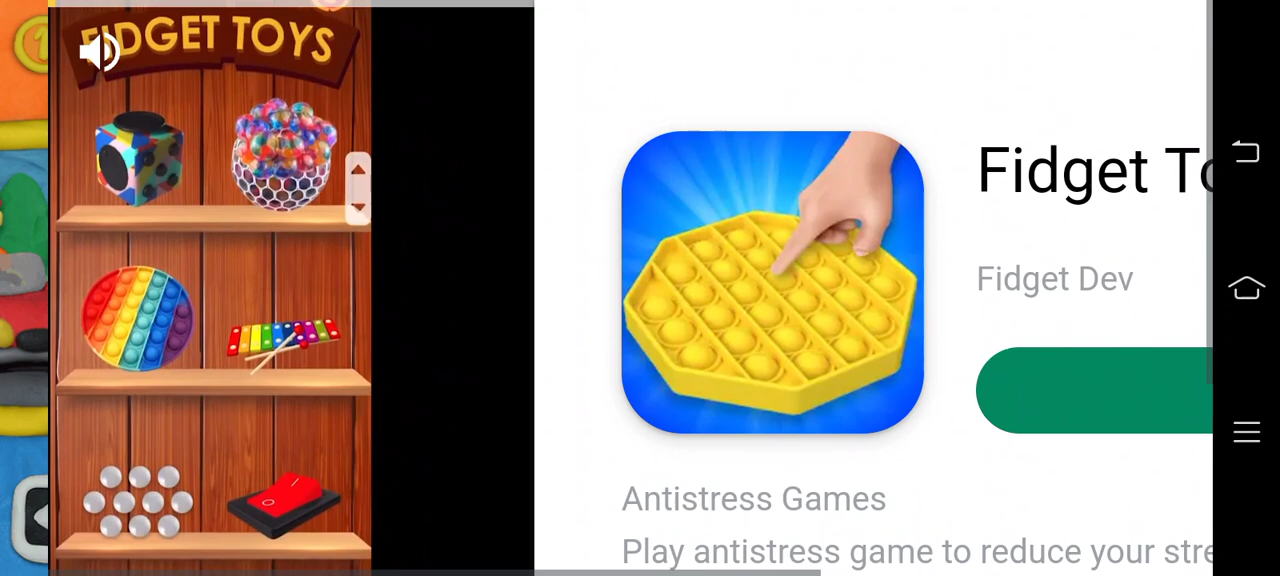 FIDGET TOYS
Fidget To
Fidget Dev
Antistress Games
Play antistress game to reduce your stre